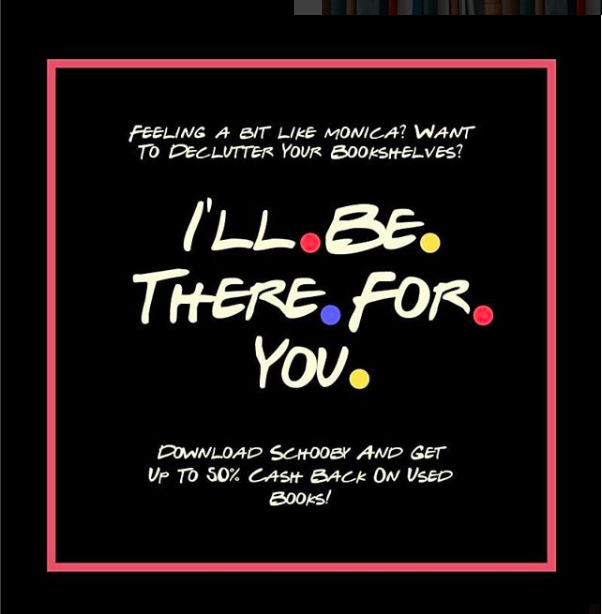 FEELING A BIT LIKE MONICA? WANT
TO DECLUTTER YOUR BOOKSHELVES?
I'LL.BE.
THERE.FOR.
YOU.
DOWNLOAD SCHOOBY AND GET
UP TO 50% CASH BACK ON USED
BOOKS!